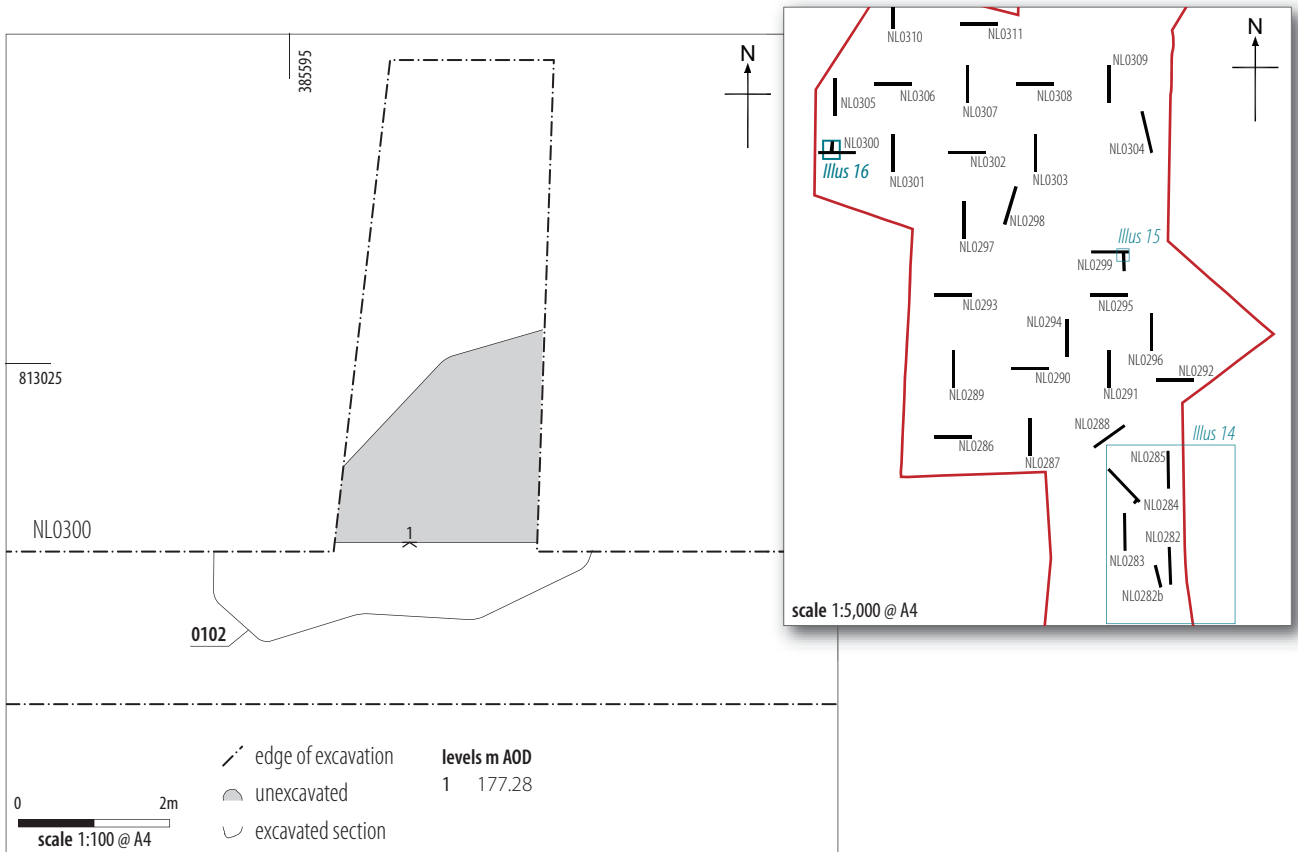 385595
N
813025
NL0300
1
0102
edge of excavation
unexcavated
excavated section
levels m AOD
1 177.28
0 2m
scale 1:100 @ A4
N
NL0310
NL0311
NL0309
NL0305
NL0306
NL0307
NL0308
NL0300
NL0304
Illus 16
NL0301
NL0302
NL0303
NL0298
NL0297
Illus 15
NL0299
NL0293
NL0295
NL0294
NL0296
NL0292
NL0289
NL0290
NL0291
NL0288
Illus 14
NL0286
NL0287
NL0285
NL0284
NL0282
NL0283
NL0282b
scale 1:5,000 @ A4